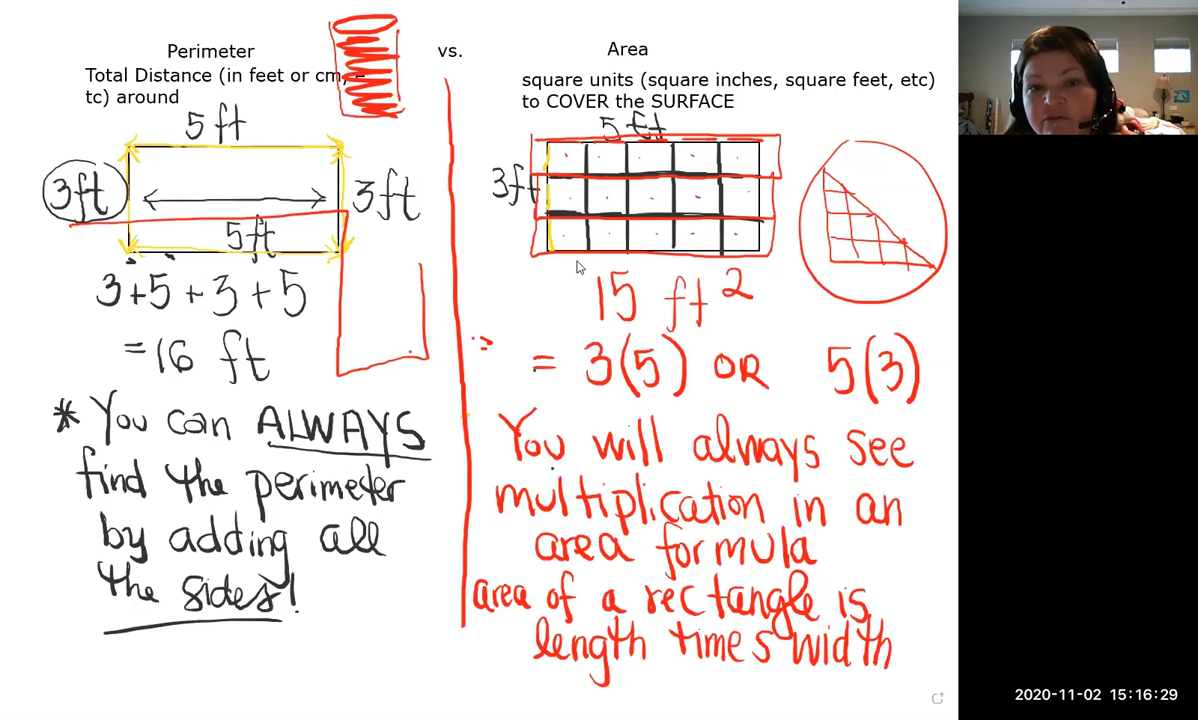 Perimeter
Total Distance (in feet or cm, e
tc) around
5 ft
3ft
3ft
5ft
3+5+3+5
=16 ft
* You can ALWAYS
find the perimeter
by adding all
the sides!
vs.
Area
square units (square inches, square feet, etc)
to COVER the SURFACE
5 ft
3ft
15 ft 2
= 3(5) OR 5(3)
You will always see
multiplication in an
area formula
area of a rectangle is
length times width
2020-11-02 15:16:29